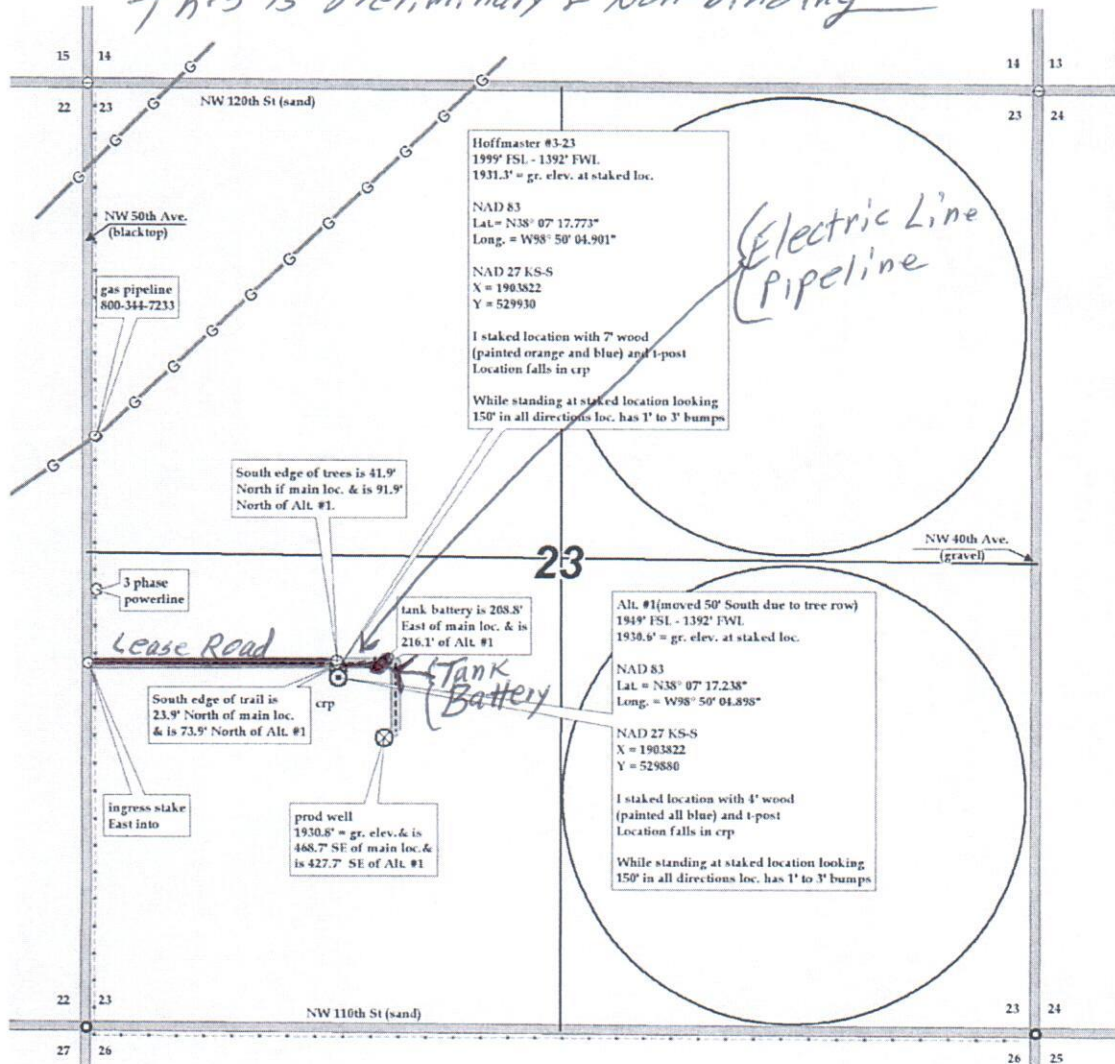 This is preliminary & Non-binding
15 14
14 13
22 23
23 24
NW 120th St (sand)
G
G
G
G
G
G
G
G
G
G
G
G
G
G
Hoffmaster #3-23
1999' FSL - 1392' FWL
1931.3' = gr. elev. at staked loc.
NAD 83
Lat.= N38° 07' 17.773"
Long. = W98° 50' 04.901"
NAD 27 KS-S
X = 1903822
Y = 529930
I staked location with 7' wood
(painted orange and blue) and t-post
Location falls in crp
While standing at staked location looking
150' in all directions loc. has 1' to 3' bumps
Electric Line
Pipeline
NW 50th Ave.
(blacktop)
gas pipeline
800-344-7233
South edge of trees is 41.9'
North if main loc. & is 91.9'
North of Alt. #1.
23
NW 40th Ave.
(gravel)
3 phase
powerline
tank battery is 208.8'
East of main loc. & is
216.1' of Alt. #1
Lease Road
Tank
Battery
South edge of trail is
23.9' North of main loc.
& is 73.9' North of Alt. #1
crp
Alt. #1(moved 50' South due to tree row)
1949' FSL - 1392' FWL
1930.6' = gr. elev. at staked loc.
NAD 83
Lat. = N38° 07' 17.238"
Long. = W98° 50' 04.898"
NAD 27 KS-S
X = 1903822
Y = 529880
I staked location with 4' wood
(painted all blue) and t-post
Location falls in crp
While standing at staked location looking
150' in all directions loc. has 1' to 3' bumps
ingress stake
East into
prod well
1930.8' = gr. elev.& is
468.7' SE of main loc.&
is 427.7' SE of Alt. #1
22 23
23 24
NW 110th St (sand)
27 26
26 25